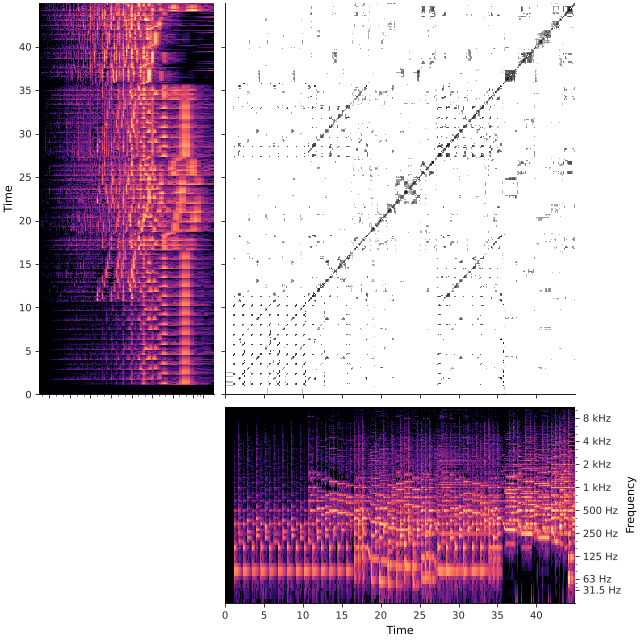 40
35
30
25
20
15
10
5
0
Time
8 kHz
4 kHz
2 kHz
1 kHz
500 Hz
250 Hz
125 Hz
63 Hz
31.5 Hz
Frequency
0 5 10 15 20 25 30 35 40
Time